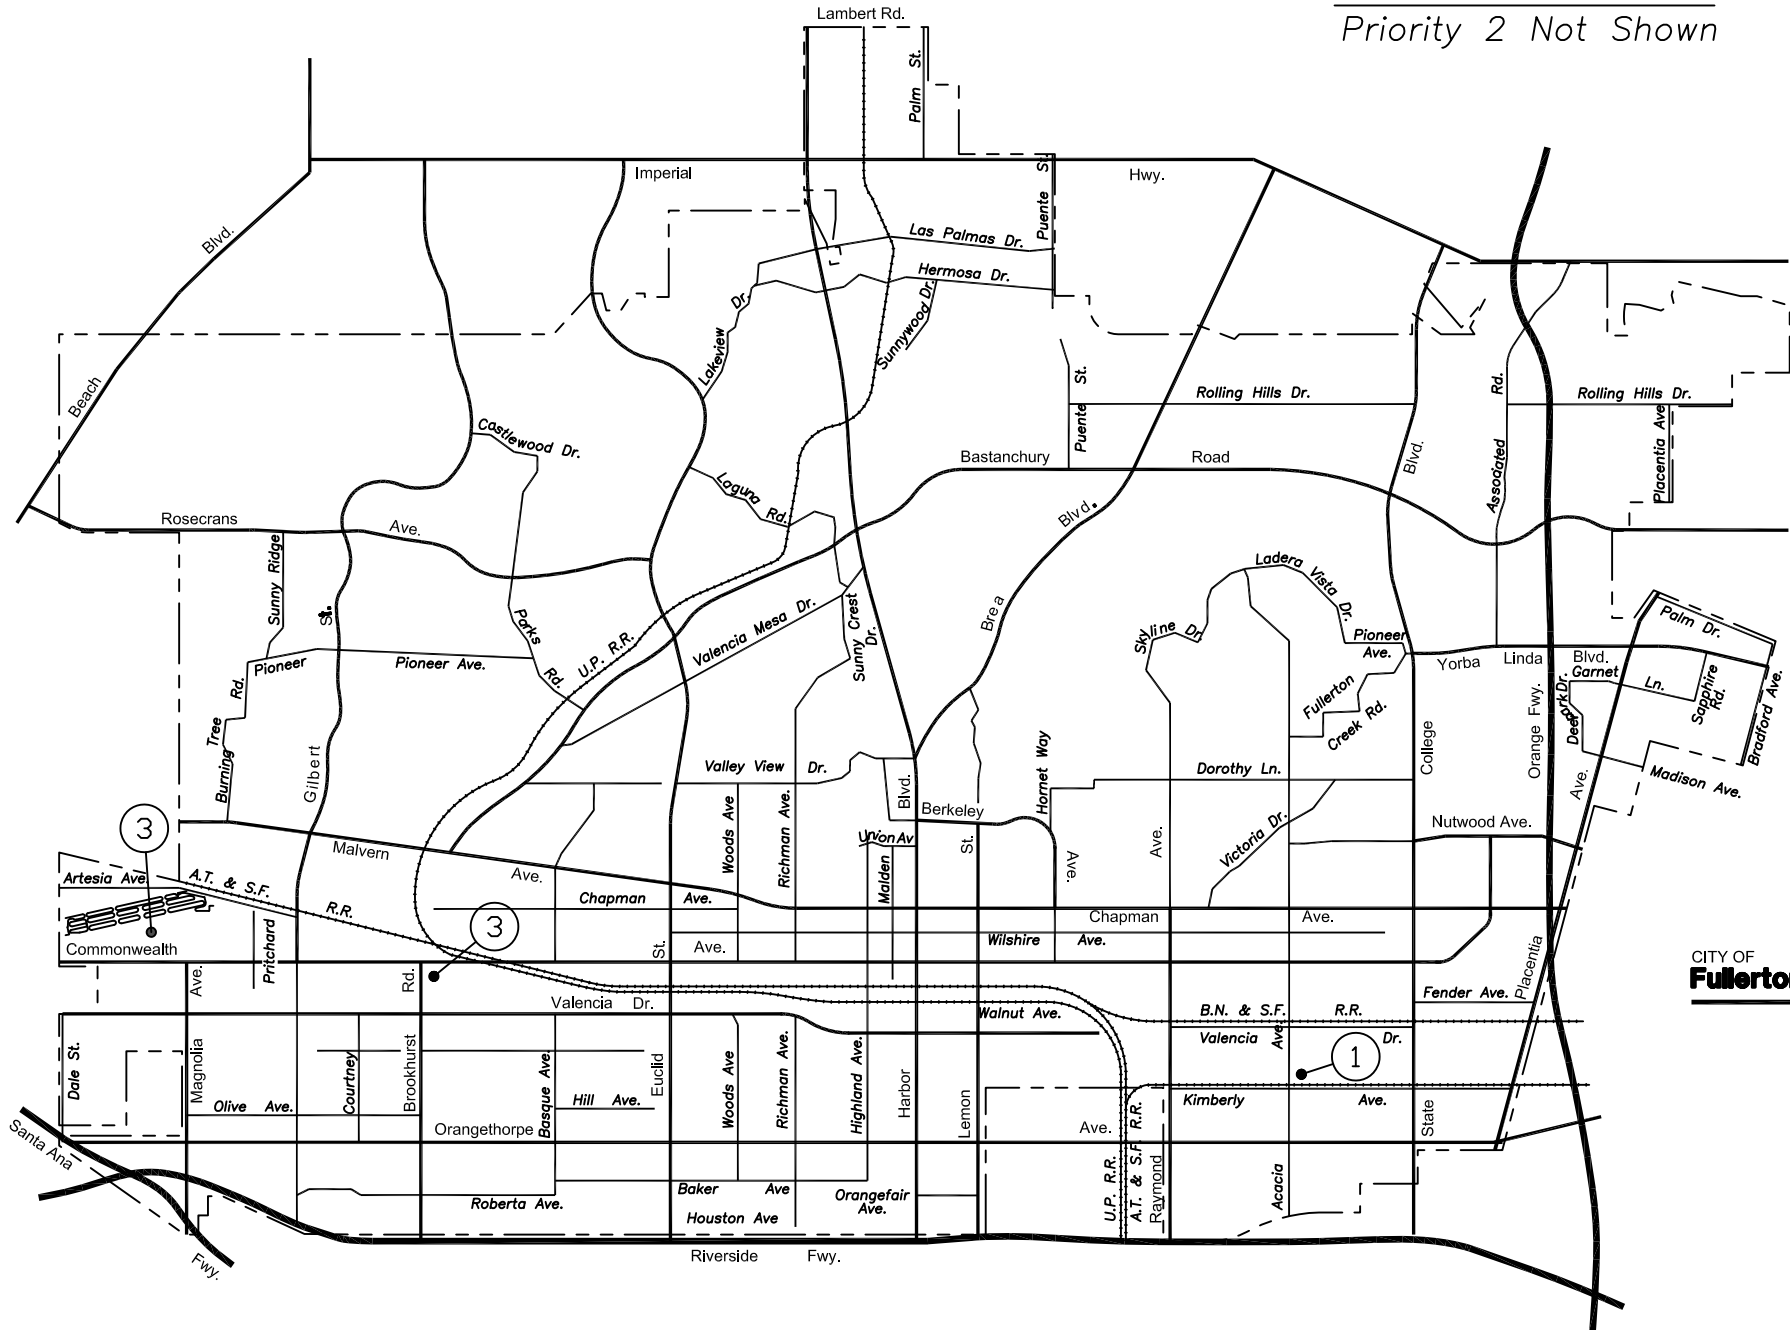 Priority 2 Not Shown
Lambert Rd.
Palm St.
Imperial Hwy.
Puente St.
Blvd.
Las Palmas Dr.
Hermosa Dr.
Sunnywood Dr.
Lakeview Dr.
Beach
Puente St.
Rolling Hills Dr.
Associated Rd.
Rolling Hills Dr.
Placentia Ave
Castlewood Dr.
Bastanchury Road
Blvd.
Laguna Rd.
Rosecrans Ave.
Blvd.
Sunny Ridge
St.
Parks Rd.
U.P. R.R.
Valencia Mesa Dr.
Sunny Crest Dr.
Brea
Skyline Dr.
Ladera Vista Dr.
Pioneer Ave.
Palm Dr.
Pioneer
Pioneer Ave.
Yorba Linda Blvd.
Garnet Ln.
Sapphire Rd.
Bradford Ave.
Deer Park Dr.
Madison Ave.
Burning Tree Rd.
Gilbert
Fullerton Creek Rd.
College
Orange Fwy.
Ave.
Valley View Dr.
Blvd.
Hornet Way
Dorothy Ln.
Berkeley
Victoria Dr.
Nutwood Ave.
3
Malvern Ave.
Woods Ave
Richman Ave.
Union Av
Malden
St.
Ave.
Ave.
Artesia Ave.
A.T. & S.F. R.R.
Chapman Ave.
Chapman Ave.
3
Commonwealth Ave.
Wilshire Ave.
Pritchard
Ave.
Rd.
St.
Placentia
CITY OF
Fullerton
Valencia Dr.
Walnut Ave.
B.N. & S.F. R.R.
Fender Ave.
Valencia Dr.
Ave.
1
Dale St.
Magnolia
Courtney
Brookhurst
Basque Ave.
Euclid
Woods Ave
Richman Ave.
Highland Ave.
Harbor
Lemon
Olive Ave.
Hill Ave.
Kimberly Ave.
Orangethorpe Ave.
State
Santa Ana Fwy.
U.P. R.R.
A.T. & S.F. R.R.
Raymond
Acacia
Roberta Ave.
Baker Ave
Orangefair Ave.
Houston Ave
Riverside Fwy.